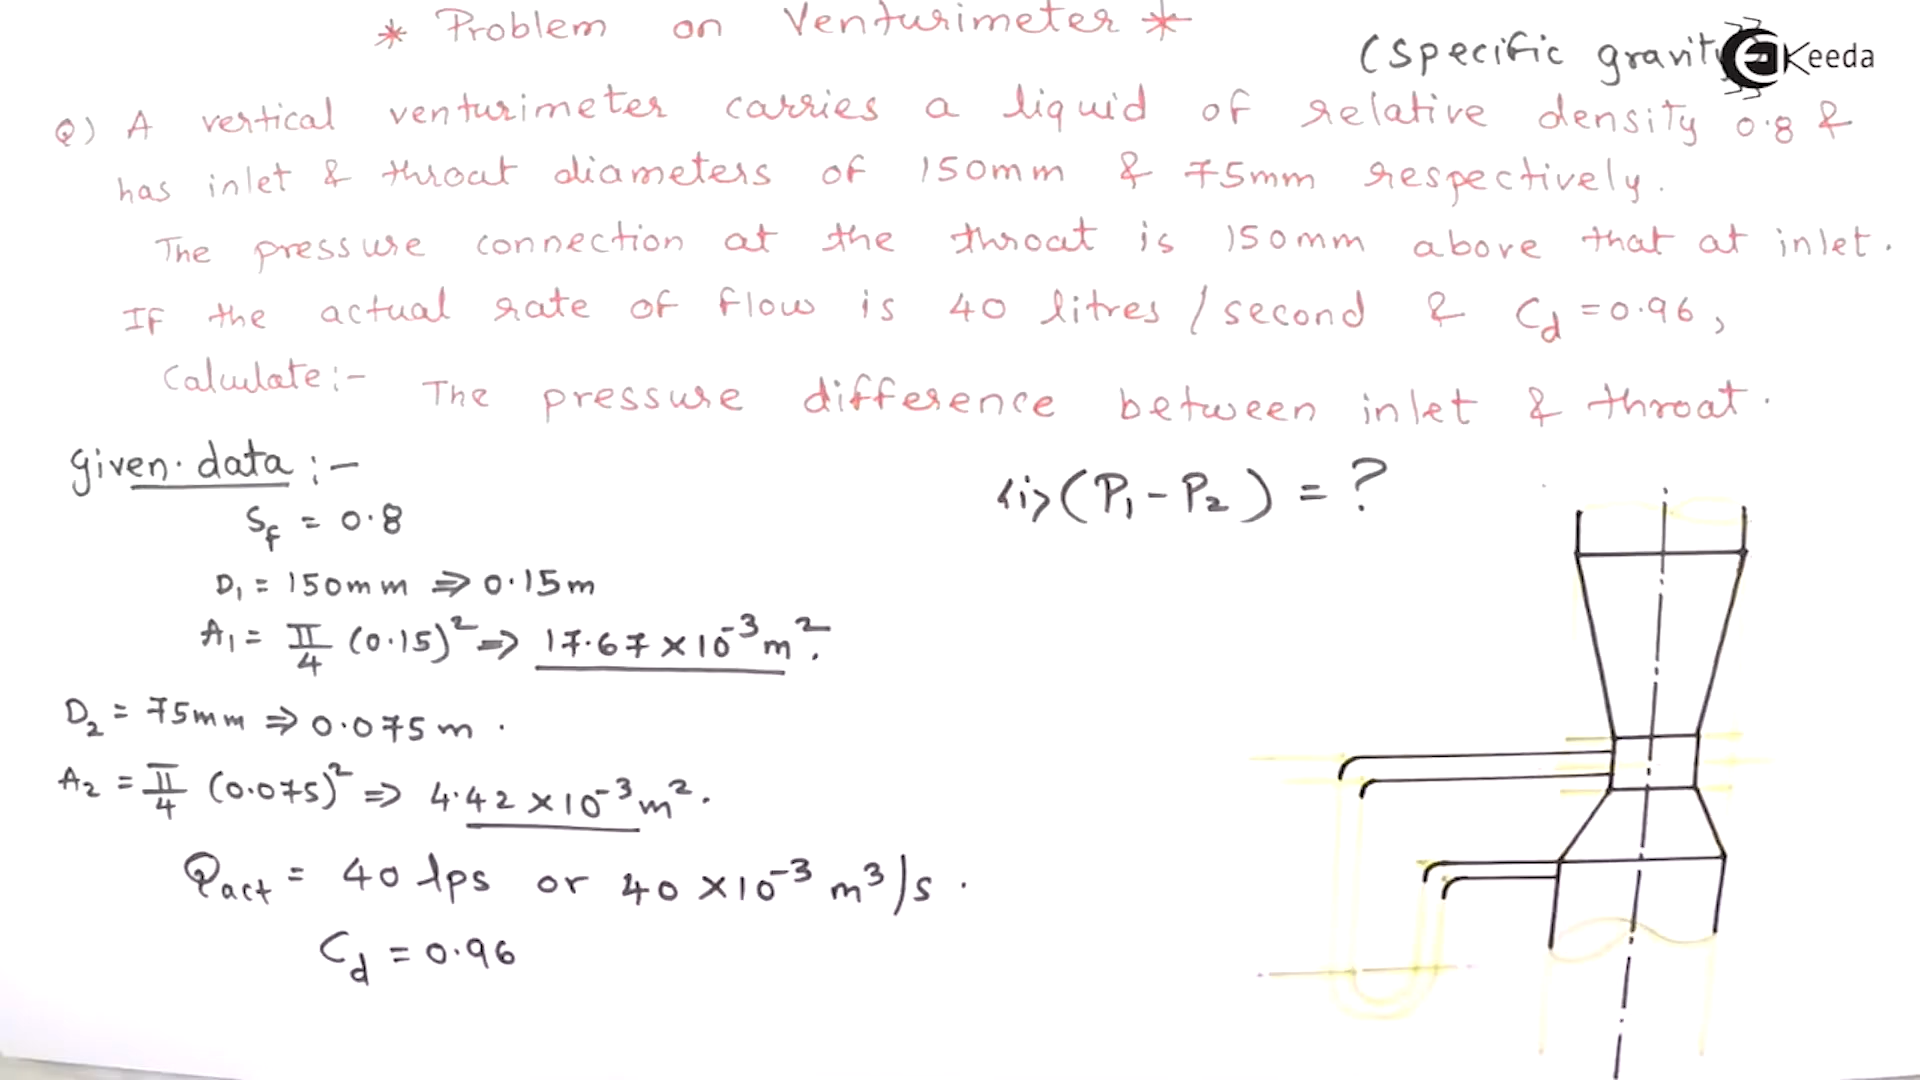 * Problem on Venturimeter *
(specific gravit
Keeda
Q) A vertical venturimeter carries a liquid of relative density 0.8 &
has inlet & throat diameters of 150mm & 75mm respectively.
The pressure connection at the throat is 150mm above that at inlet.
IF the actual rate of flow is 40 litres / second & Cd = 0.96,
Calculate :- The pressure difference between inlet & throat.
given data :-
Sf = 0.8
D₁ = 150mm ⇒ 0.15m
A₁ = π/4 (0.15)² ⇒ 17.67 × 10⁻³ m².
D₂ = 75mm ⇒ 0.075 m .
A₂ = π/4 (0.075)² ⇒ 4.42 × 10⁻³ m².
Qact = 40 lps or 40 × 10⁻³ m³/s .
Cd = 0.96
<i> (P₁ - P₂) = ?